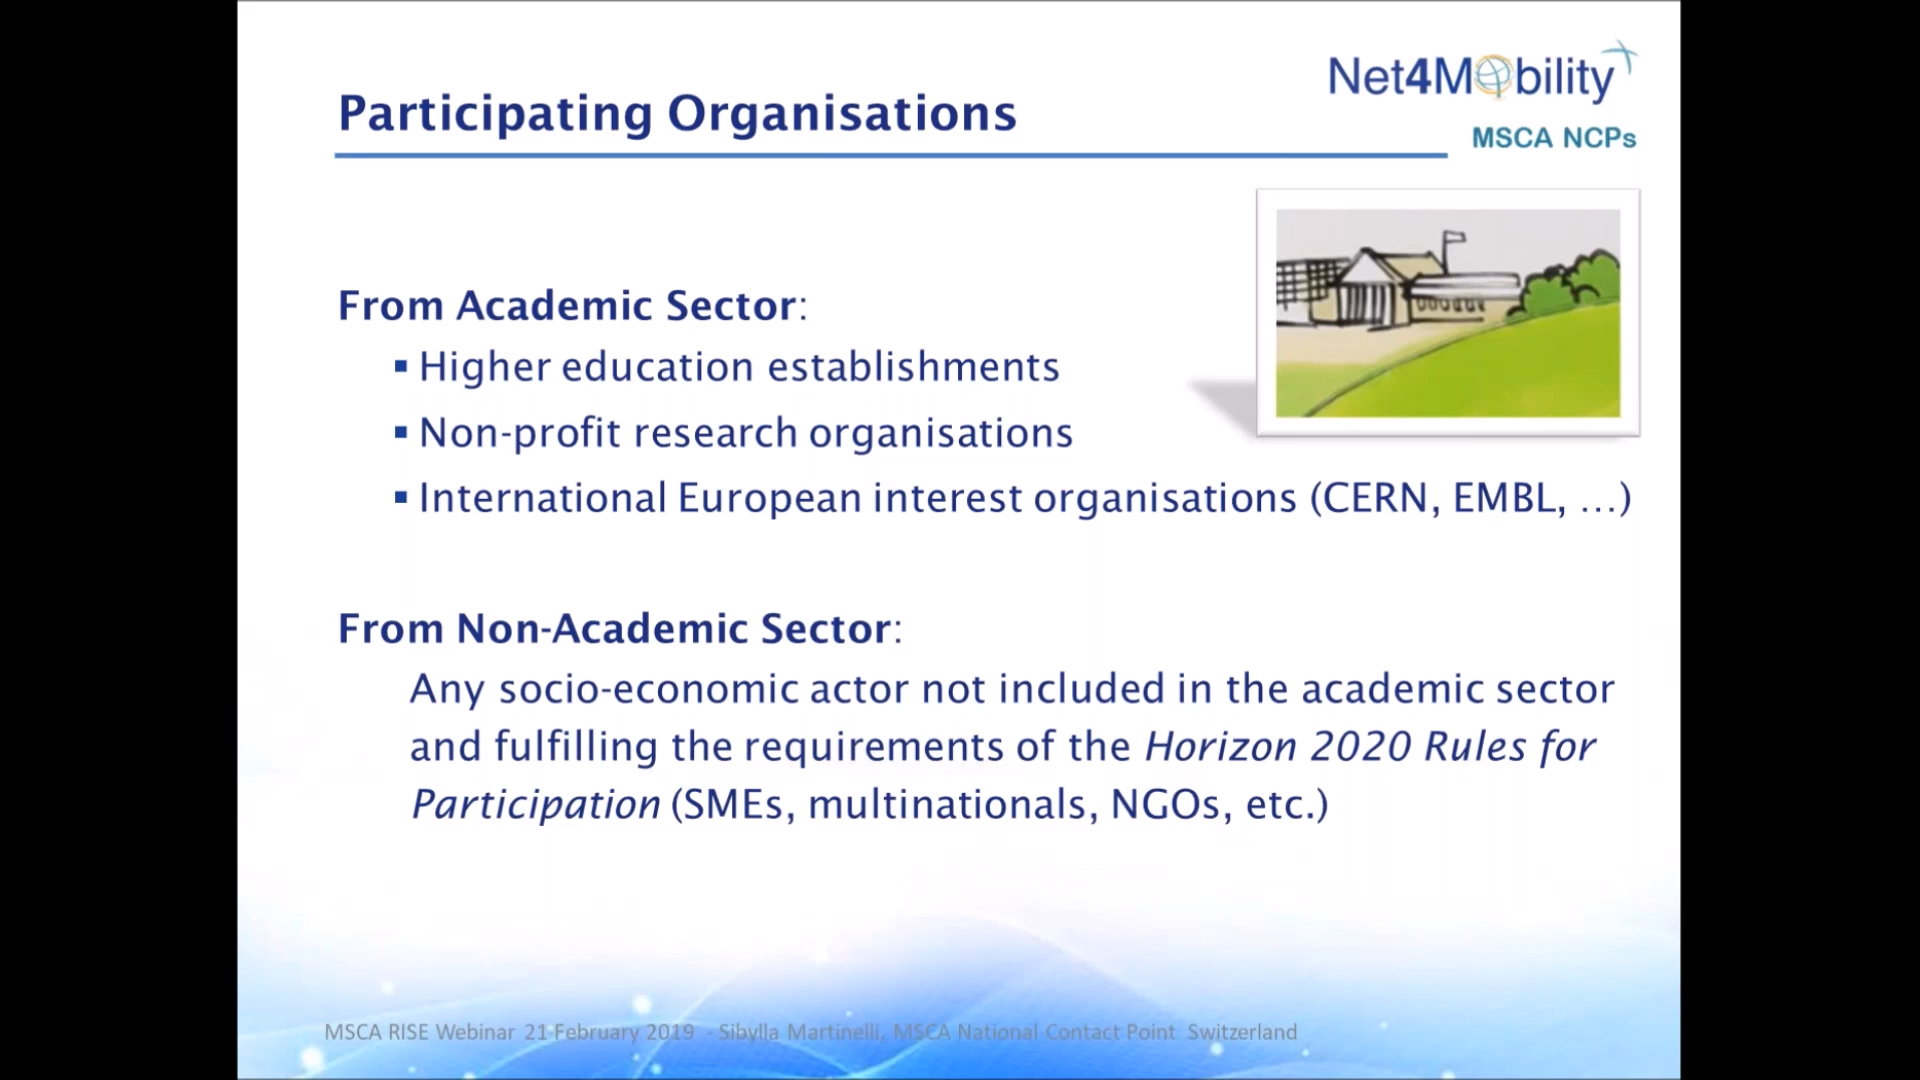 Net4Mobility
MSCA NCPs
Participating Organisations
From Academic Sector:
▪ Higher education establishments
▪ Non-profit research organisations
▪ International European interest organisations (CERN, EMBL, ...)
From Non-Academic Sector:
Any socio-economic actor not included in the academic sector
and fulfilling the requirements of the Horizon 2020 Rules for
Participation (SMEs, multinationals, NGOs, etc.)
MSCA RISE Webinar 21 February 2019 - Sibylla Martinelli, MSCA National Contact Point Switzerland